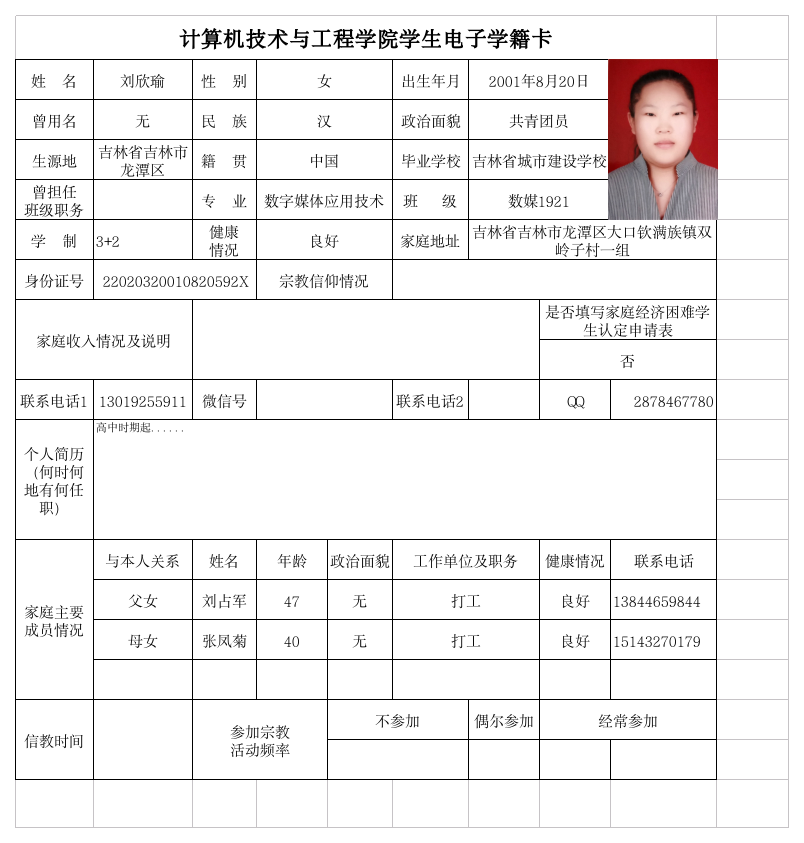 计算机技术与工程学院学生电子学籍卡
姓 名 刘欣瑜 性 别 女 出生年月 2001年8月20日
曾用名 无 民 族 汉 政治面貌 共青团员
生源地 吉林省吉林市龙潭区 籍 贯 中国 毕业学校 吉林省城市建设学校
曾担任班级职务 专 业 数字媒体应用技术 班 级 数媒1921
学 制 3+2 健康情况 良好 家庭地址 吉林省吉林市龙潭区大口钦满族镇双岭子村一组
身份证号 22020320010820592X 宗教信仰情况
家庭收入情况及说明 是否填写家庭经济困难学生认定申请表
否
联系电话1 13019255911 微信号 联系电话2 QQ 2878467780
个人简历（何时何地有何任职） 高中时期起......
家庭主要成员情况 与本人关系 姓名 年龄 政治面貌 工作单位及职务 健康情况 联系电话
父女 刘占军 47 无 打工 良好 13844659844
母女 张凤菊 40 无 打工 良好 15143270179
信教时间 参加宗教活动频率 不参加 偶尔参加 经常参加